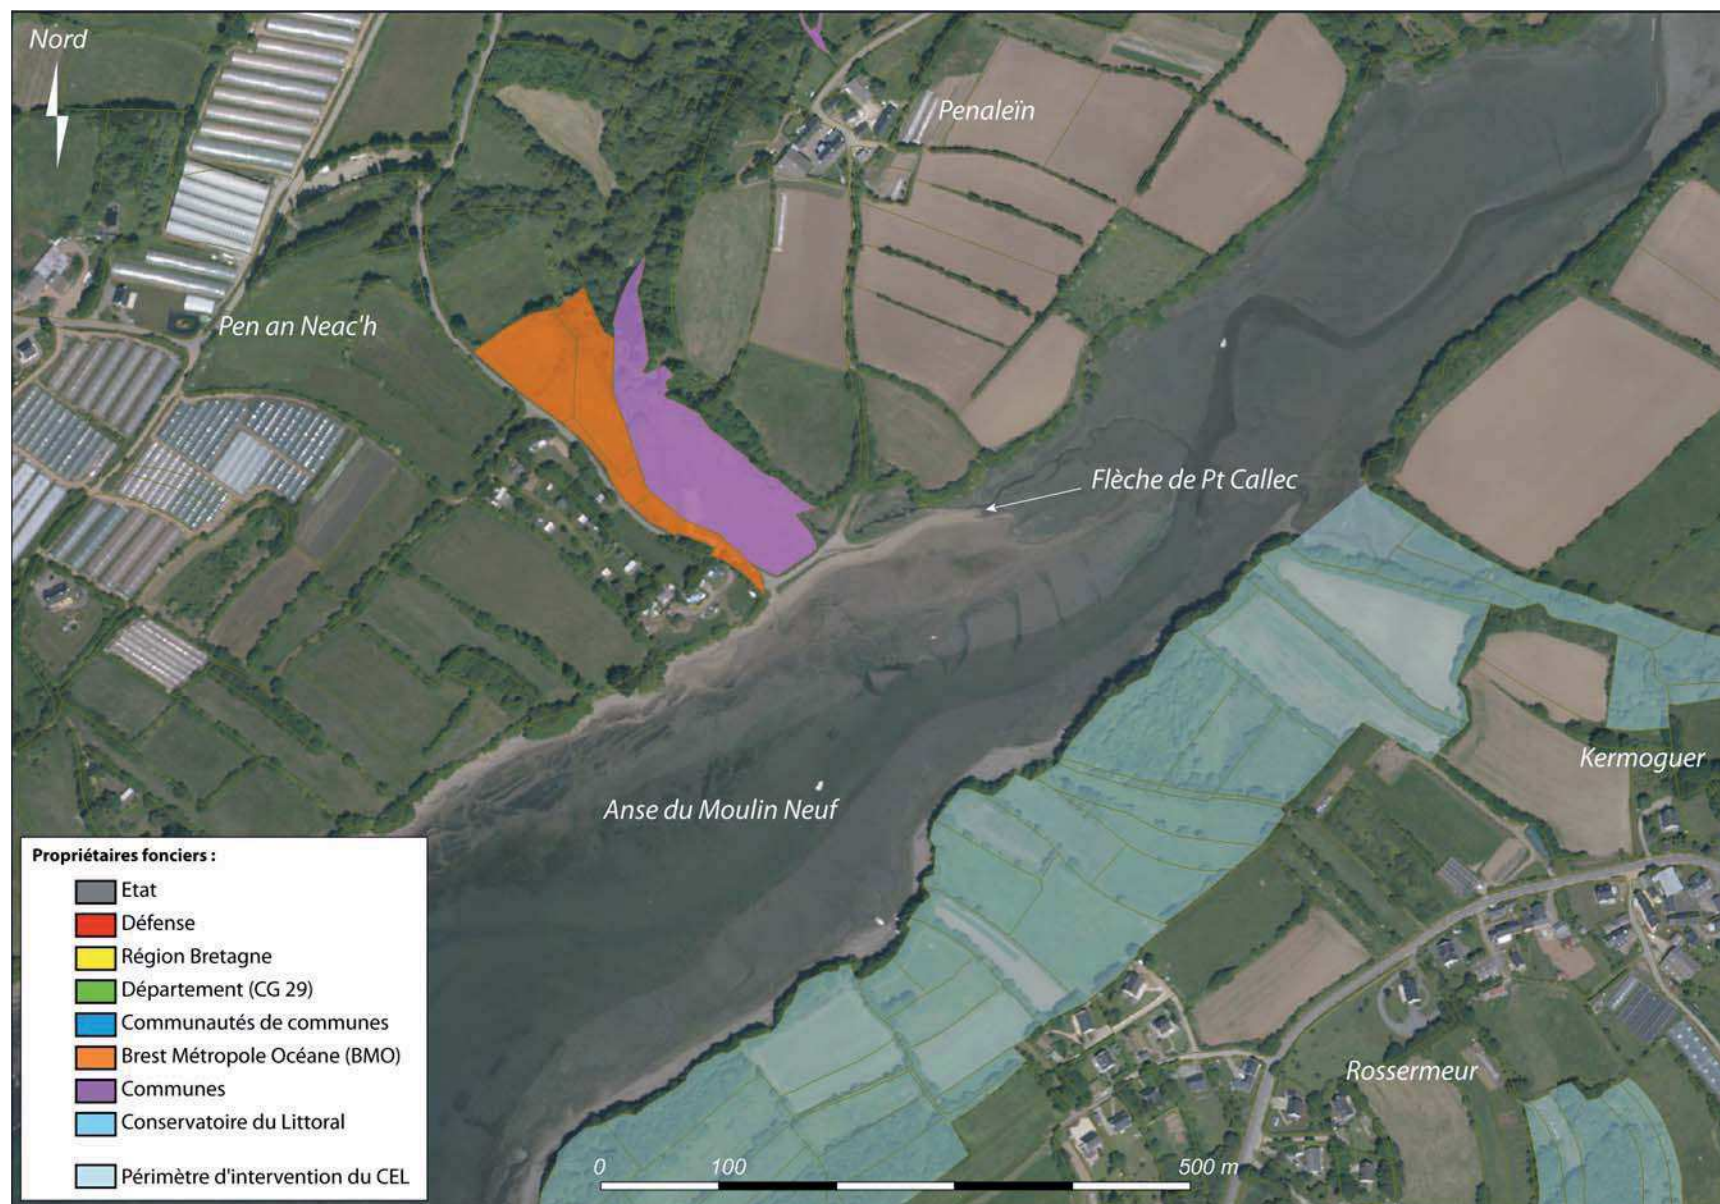 Nord
Penaleïn
Pen an Neac'h
Flèche de Pt Callec
Kermoguer
Anse du Moulin Neuf
Rossermeur
Propriétaires fonciers :
Etat
Défense
Région Bretagne
Département (CG 29)
Communautés de communes
Brest Métropole Océane (BMO)
Communes
Conservatoire du Littoral
Périmètre d'intervention du CEL
0 100 500 m